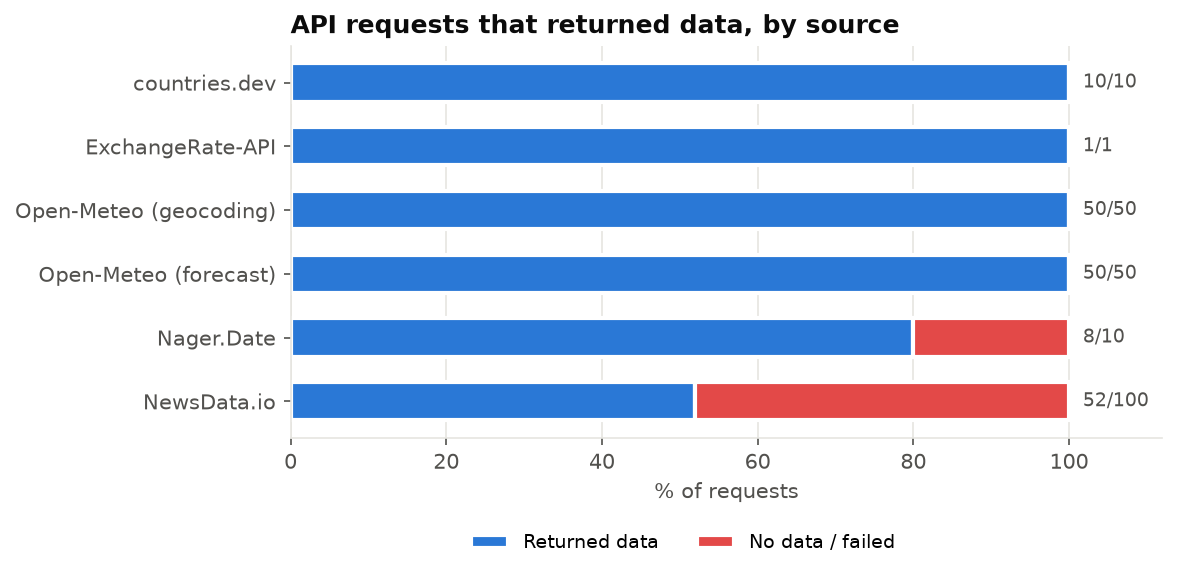 API requests that returned data, by source
countries.dev 10/10
ExchangeRate-API 1/1
Open-Meteo (geocoding) 50/50
Open-Meteo (forecast) 50/50
Nager.Date 8/10
NewsData.io 52/100
0 20 40 60 80 100
% of requests
Returned data No data / failed